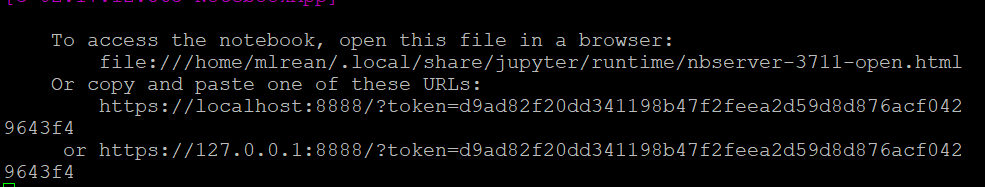 To access the notebook, open this file in a browser:
file:///home/mlrean/.local/share/jupyter/runtime/nbserver-3711-open.html
Or copy and paste one of these URLs:
https://localhost:8888/?token=d9ad82f20dd341198b47f2feea2d59d8d876acf042
9643f4
or https://127.0.0.1:8888/?token=d9ad82f20dd341198b47f2feea2d59d8d876acf042
9643f4